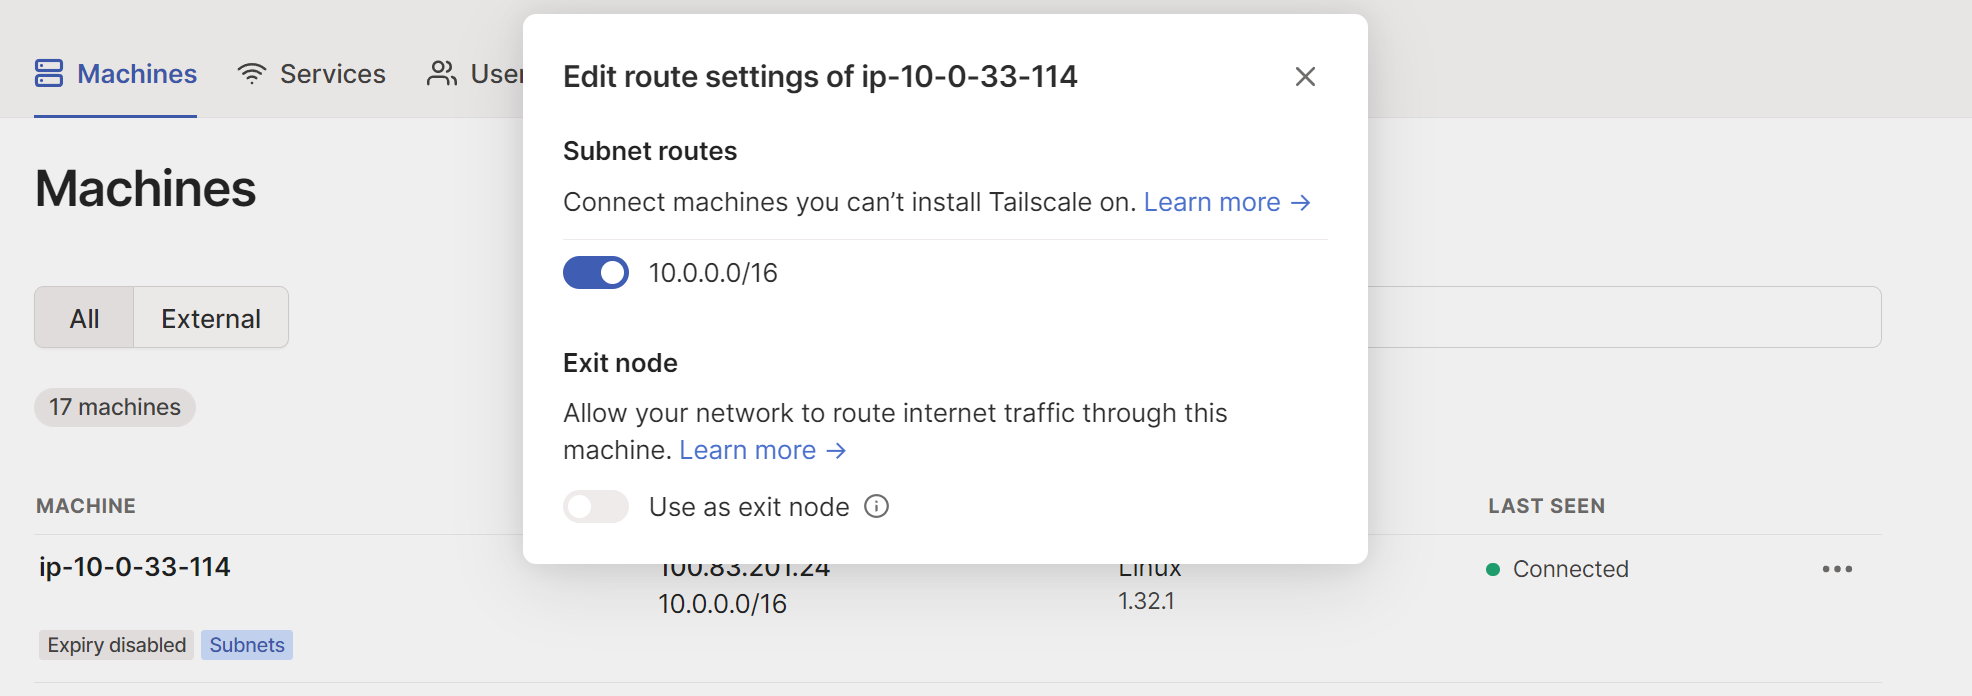 Machines
Services
Edit route settings of ip-10-0-33-114
Subnet routes
Connect machines you can’t install Tailscale on. Learn more →
10.0.0.0/16
Exit node
Allow your network to route internet traffic through this
machine. Learn more →
Use as exit node
Machines
All
External
17 machines
MACHINE
LAST SEEN
ip-10-0-33-114
100.83.201.24
Linux
Connected
10.0.0.0/16
1.32.1
Expiry disabled
Subnets